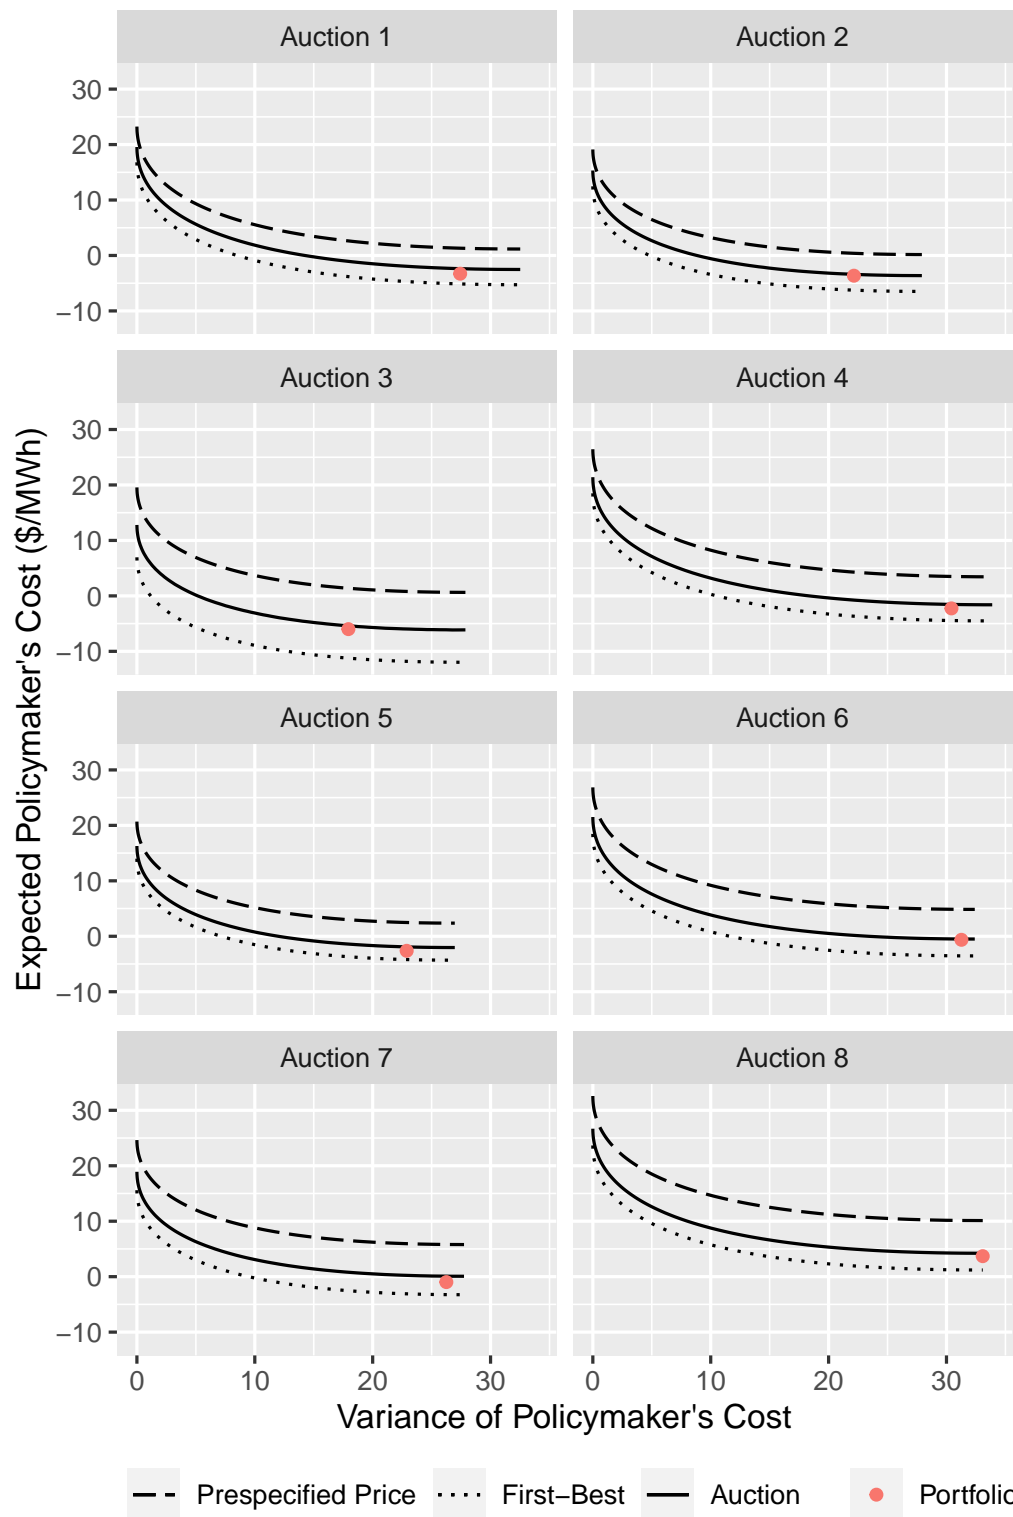 Auction 1
Auction 2
30
20
10
0
−10
Auction 3
Auction 4
30
20
10
0
−10
Auction 5
Auction 6
30
20
10
0
−10
Auction 7
Auction 8
30
20
10
0
−10
0
10
20
30
0
10
20
30
Expected Policymaker's Cost ($/MWh)
Variance of Policymaker's Cost
Prespecified Price
First−Best
Auction
Portfolio